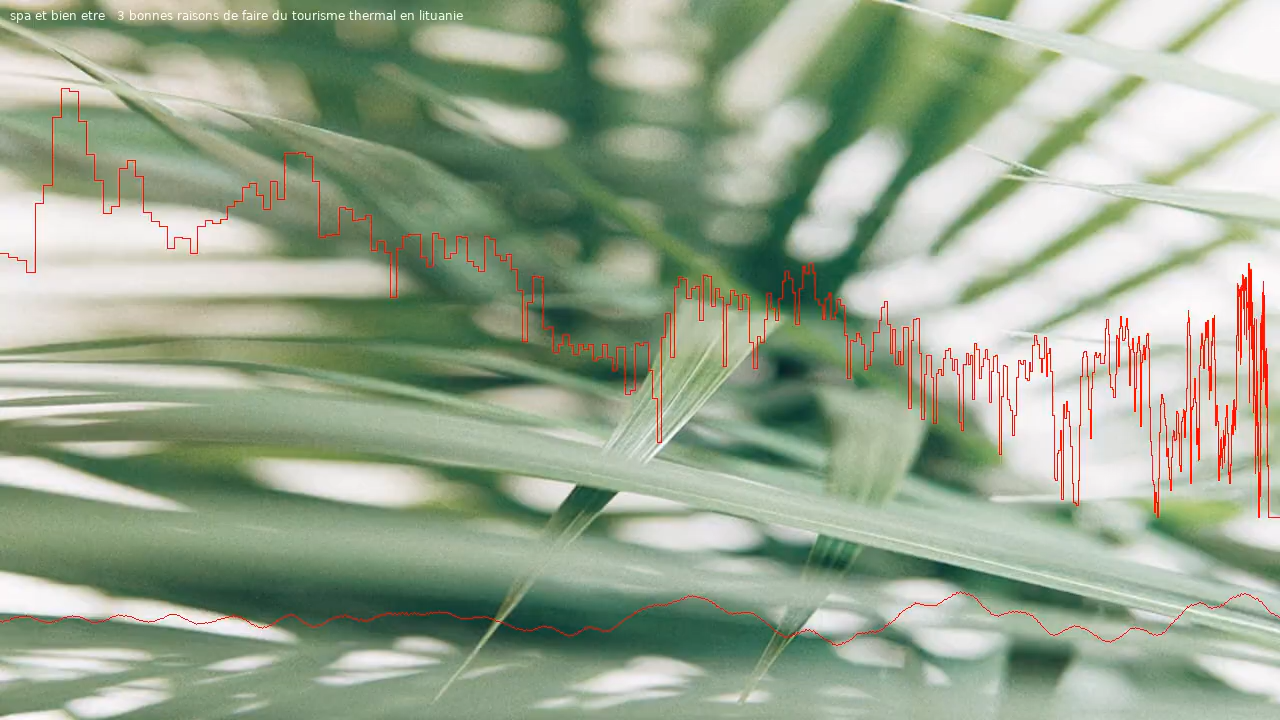 spa et bien etre   3 bonnes raisons de faire du tourisme thermal en lituanie